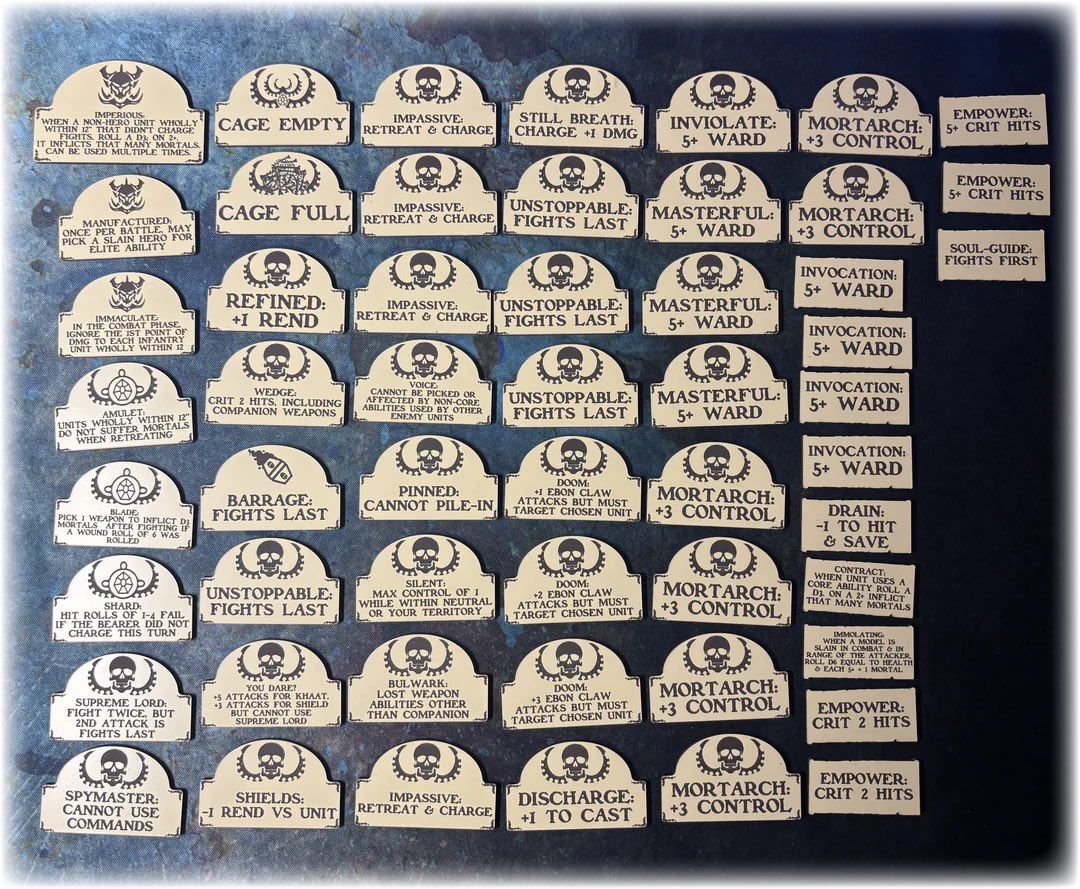 IMPERIOUS:
WHEN A NON-HERO UNIT WHOLLY
WITHIN 12" THAT DIDN'T CHARGE
FIGHTS, ROLL A D3: ON 2+,
IT INFLICTS THAT MANY MORTALS.
CAN BE USED MULTIPLE TIMES.
CAGE EMPTY
IMPASSIVE:
RETREAT & CHARGE
STILL BREATH:
CHARGE +1 DMG
INVIOLATE:
5+ WARD
MORTARCH:
+3 CONTROL
EMPOWER:
5+ CRIT HITS
MANUFACTURED:
ONCE PER BATTLE, MAY
PICK A SLAIN HERO FOR
ELITE ABILITY
CAGE FULL
IMPASSIVE:
RETREAT & CHARGE
UNSTOPPABLE:
FIGHTS LAST
MASTERFUL:
5+ WARD
MORTARCH:
+3 CONTROL
EMPOWER:
5+ CRIT HITS
SOUL-GUIDE:
FIGHTS FIRST
IMMACULATE:
IN THE COMBAT PHASE,
IGNORE THE 1ST POINT OF
DMG TO EACH INFANTRY
UNIT WHOLLY WITHIN 12
REFINED:
+1 REND
IMPASSIVE:
RETREAT & CHARGE
UNSTOPPABLE:
FIGHTS LAST
MASTERFUL:
5+ WARD
INVOCATION:
5+ WARD
INVOCATION:
5+ WARD
AMULET:
UNITS WHOLLY WITHIN 12"
DO NOT SUFFER MORTALS
WHEN RETREATING
WEDGE:
CRIT 2 HITS, INCLUDING
COMPANION WEAPONS
VOICE:
CANNOT BE PICKED OR
AFFECTED BY NON-CORE
ABILITIES USED BY OTHER
ENEMY UNITS
UNSTOPPABLE:
FIGHTS LAST
MASTERFUL:
5+ WARD
INVOCATION:
5+ WARD
BLADE:
PICK 1 WEAPON TO INFLICT D3
MORTALS AFTER FIGHTING IF
A WOUND ROLL OF 6 WAS
ROLLED
BARRAGE:
FIGHTS LAST
PINNED:
CANNOT PILE-IN
DOOM:
+1 EBON CLAW
ATTACKS BUT MUST
TARGET CHOSEN UNIT
MORTARCH:
+3 CONTROL
INVOCATION:
5+ WARD
DRAIN:
-1 TO HIT
& SAVE
SHARD:
HIT ROLLS OF 1-4 FAIL,
IF THE BEARER DID NOT
CHARGE THIS TURN
UNSTOPPABLE:
FIGHTS LAST
SILENT:
MAX CONTROL OF 1
WHILE WITHIN NEUTRAL
OR YOUR TERRITORY
DOOM:
+2 EBON CLAW
ATTACKS BUT MUST
TARGET CHOSEN UNIT
MORTARCH:
+3 CONTROL
CONTRACT:
WHEN UNIT USES A
CORE ABILITY ROLL A
D3. ON A 2+ INFLICT
THAT MANY MORTALS
SUPREME LORD:
FIGHT TWICE, BUT
2ND ATTACK IS
FIGHTS LAST
YOU DARE?
+5 ATTACKS FOR KHAAT,
+3 ATTACKS FOR SHIELD
BUT CANNOT USE
SUPREME LORD
BULWARK:
LOST WEAPON
ABILITIES OTHER
THAN COMPANION
DOOM:
+3 EBON CLAW
ATTACKS BUT MUST
TARGET CHOSEN UNIT
MORTARCH:
+3 CONTROL
IMMOLATING:
WHEN A MODEL IS
SLAIN IN COMBAT & IN
RANGE OF THE ATTACKER,
ROLL D6 EQUAL TO HEALTH
& EACH 5+ = 1 MORTAL
EMPOWER:
CRIT 2 HITS
SPYMASTER:
CANNOT USE
COMMANDS
SHIELDS:
-1 REND VS UNIT
IMPASSIVE:
RETREAT & CHARGE
DISCHARGE:
+1 TO CAST
MORTARCH:
+3 CONTROL
EMPOWER:
CRIT 2 HITS